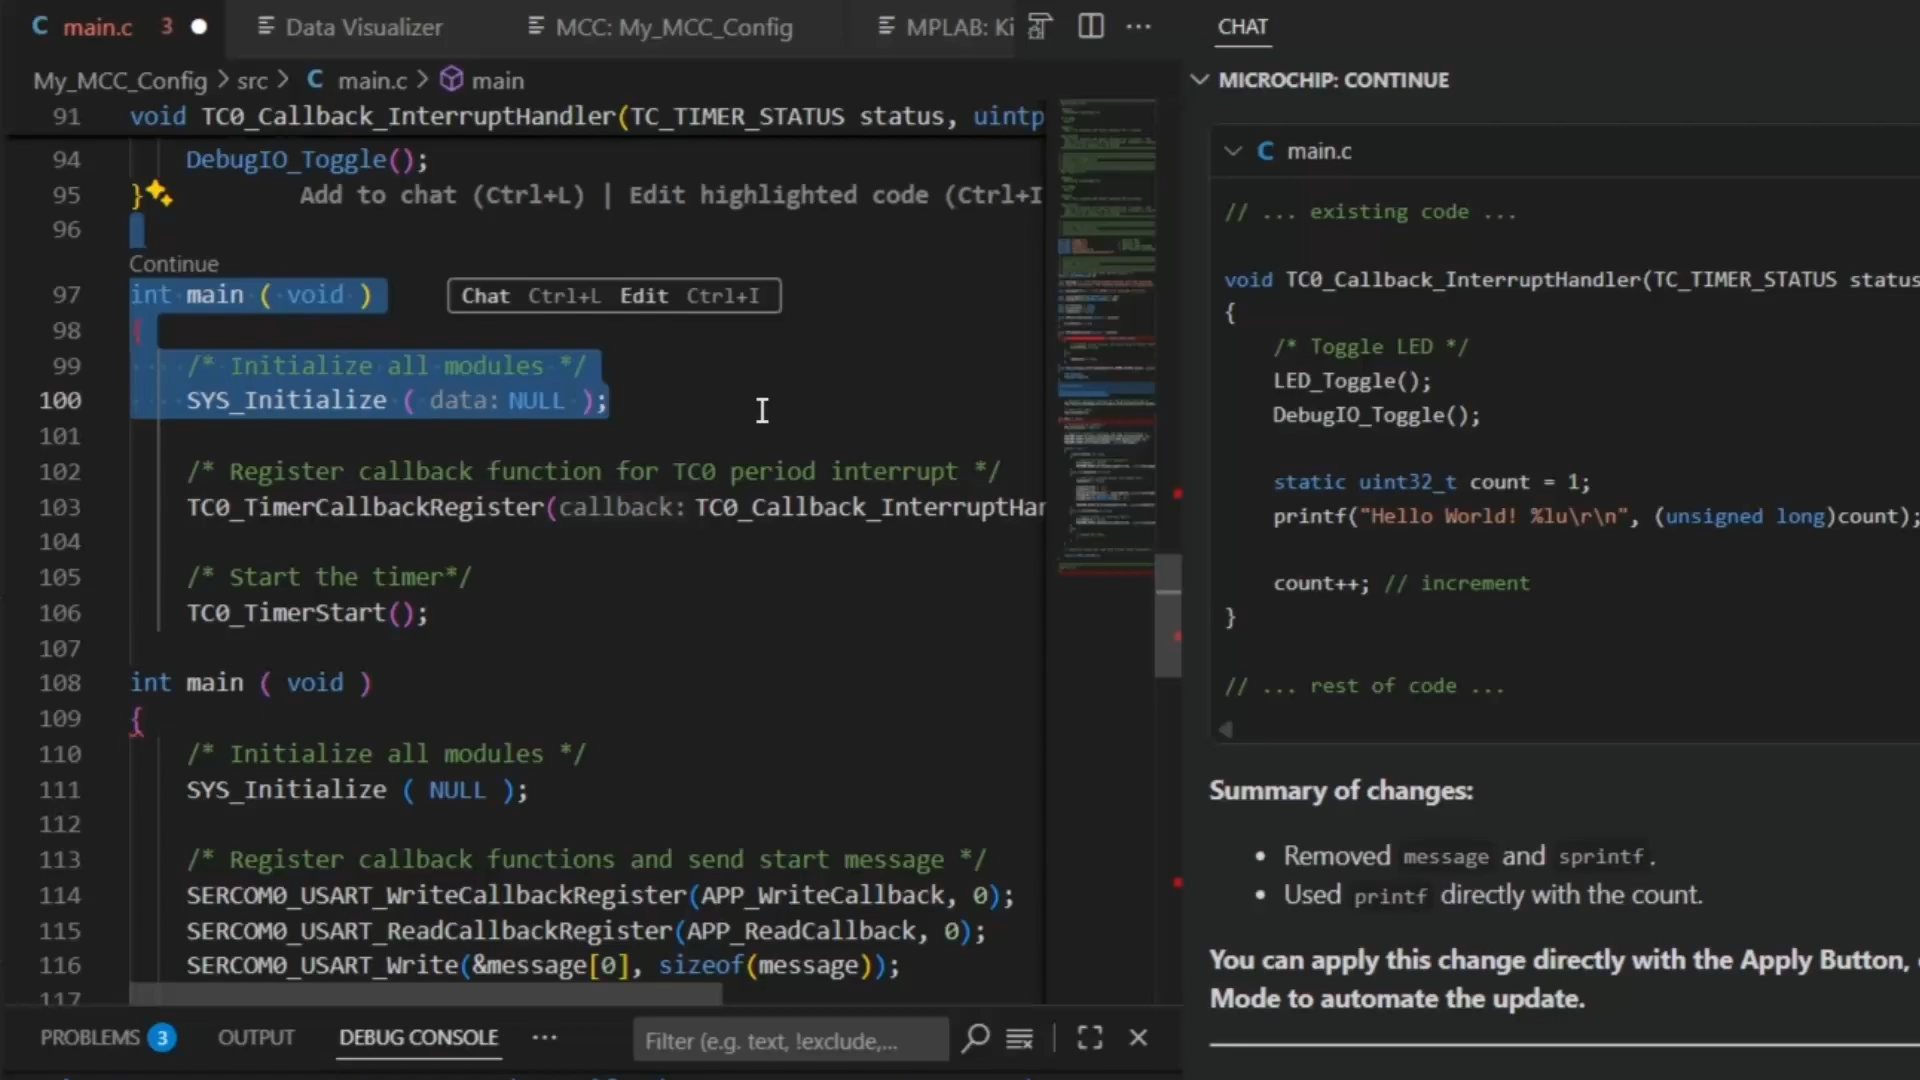 C main.c 3
Data Visualizer
MCC: My_MCC_Config
MPLAB: Ki
My_MCC_Config > src > C main.c > main
91 void TC0_Callback_InterruptHandler(TC_TIMER_STATUS status, uintp
94 DebugIO_Toggle();
95 } Add to chat (Ctrl+L) | Edit highlighted code (Ctrl+I
96
Continue
97 int main ( void )
Chat Ctrl+L Edit Ctrl+I
98 {
99 /* Initialize all modules */
100 SYS_Initialize ( data: NULL );
101
102 /* Register callback function for TC0 period interrupt */
103 TC0_TimerCallbackRegister(callback: TC0_Callback_InterruptHan
104
105 /* Start the timer*/
106 TC0_TimerStart();
107
108 int main ( void )
109 {
110 /* Initialize all modules */
111 SYS_Initialize ( NULL );
112
113 /* Register callback functions and send start message */
114 SERCOM0_USART_WriteCallbackRegister(APP_WriteCallback, 0);
115 SERCOM0_USART_ReadCallbackRegister(APP_ReadCallback, 0);
116 SERCOM0_USART_Write(&message[0], sizeof(message));
117
PROBLEMS 3
OUTPUT
DEBUG CONSOLE
Filter (e.g. text, !exclude,...
CHAT
MICROCHIP: CONTINUE
C main.c
// ... existing code ...
void TC0_Callback_InterruptHandler(TC_TIMER_STATUS status
{
/* Toggle LED */
LED_Toggle();
DebugIO_Toggle();
static uint32_t count = 1;
printf("Hello World! %lu\r\n", (unsigned long)count);
count++; // increment
}
// ... rest of code ...
Summary of changes:
• Removed message and sprintf.
• Used printf directly with the count.
You can apply this change directly with the Apply Button,
Mode to automate the update.